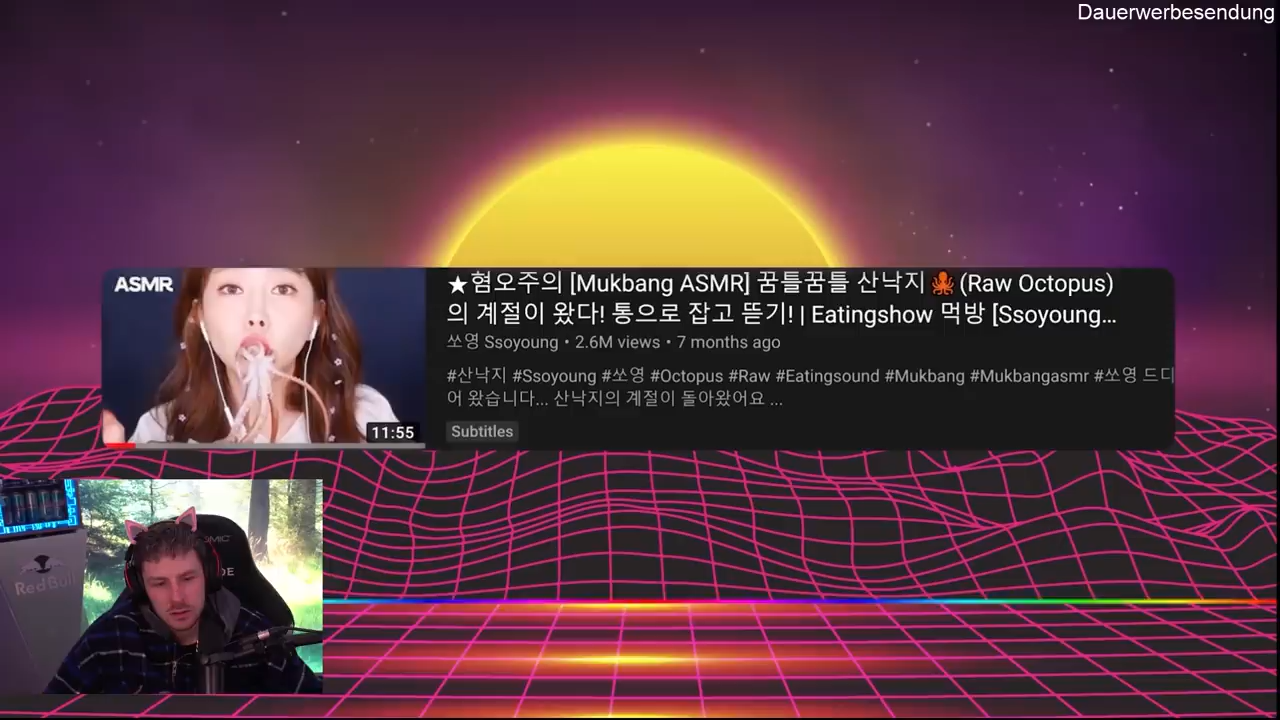 Dauerwerbesendung
ASMR
11:55
★혐오주의 [Mukbang ASMR] 꿈틀꿈틀 산낙지🐙(Raw Octopus)
의 계절이 왔다! 통으로 잡고 뜯기! | Eatingshow 먹방 [Ssoyoung...
쏘영 Ssoyoung • 2.6M views • 7 months ago
#산낙지 #Ssoyoung #쏘영 #Octopus #Raw #Eatingsound #Mukbang #Mukbangasmr #쏘영 드디
어 왔습니다... 산낙지의 계절이 돌아왔어요 ...
Subtitles
Red Bull